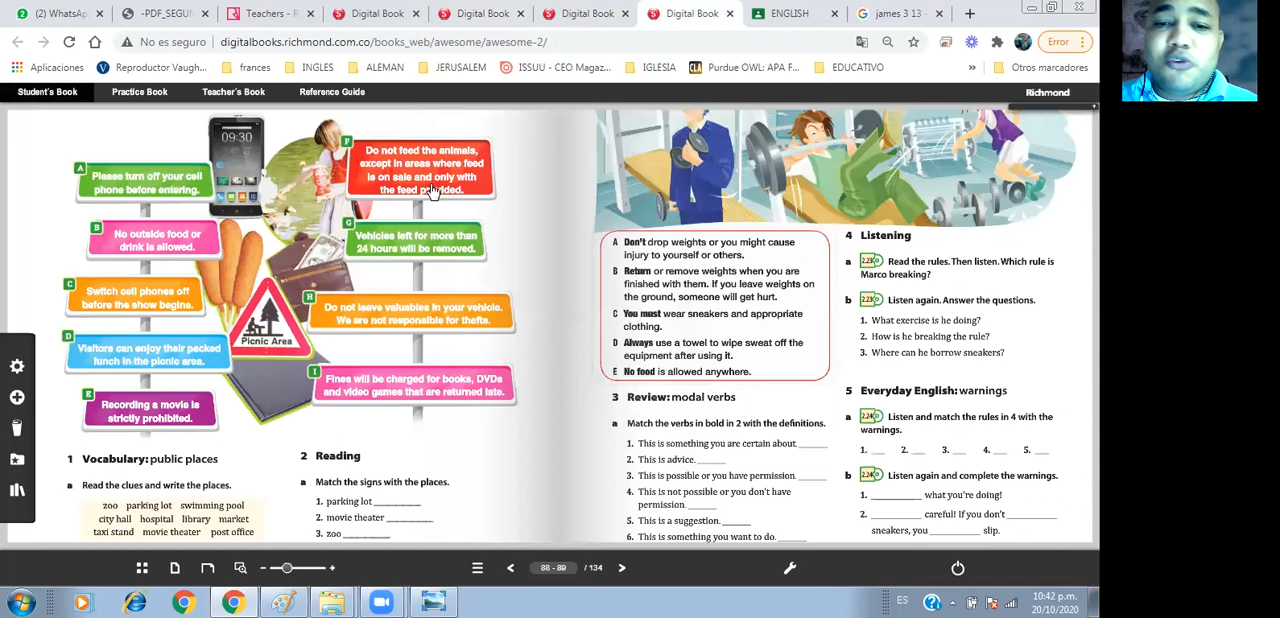 (2) WhatsA
-PDF_SEGUN
Teachers - R
Digital Book
Digital Book
Digital Book
Digital Book
ENGLISH
james 3 13 -
No es seguro
digitalbooks.richmond.com.co/books_web/awesome/awesome-2/
Error
Aplicaciones
Reproductor Vaugh...
frances
INGLES
ALEMAN
JERUSALEM
ISSUU - CEO Magaz...
IGLESIA
Purdue OWL: APA F...
EDUCATIVO
»
Otros marcadores
Student's Book
Practice Book
Teacher's Book
Reference Guide
Richmond
09:30
A
Please turn off your cell
phone before entering.
B
No outside food or
drink is allowed.
C
Switch cell phones off
before the show begins.
D
Visitors can enjoy their packed
lunch in the picnic area.
E
Recording a movie is
strictly prohibited.
Picnic Area
F
Do not feed the animals,
except in areas where feed
is on sale and only with
the feed provided.
G
Vehicles left for more than
24 hours will be removed.
H
Do not leave valuables in your vehicle.
We are not responsible for thefts.
I
Fines will be charged for books, DVDs
and video games that are returned late.
1 Vocabulary: public places
a Read the clues and write the places.
zoo parking lot swimming pool
city hall hospital library market
taxi stand movie theater post office
2 Reading
a Match the signs with the places.
1. parking lot
2. movie theater
3. zoo
A Don't drop weights or you might cause
injury to yourself or others.
B Return or remove weights when you are
finished with them. If you leave weights on
the ground, someone will get hurt.
C You must wear sneakers and appropriate
clothing.
D Always use a towel to wipe sweat off the
equipment after using it.
E No food is allowed anywhere.
3 Review: modal verbs
a Match the verbs in bold in 2 with the definitions.
1. This is something you are certain about.
2. This is advice.
3. This is possible or you have permission.
4. This is not possible or you don't have
permission.
5. This is a suggestion.
6. This is something you want to do.
4 Listening
a 2.23 Read the rules. Then listen. Which rule is
Marco breaking?
b 2.23 Listen again. Answer the questions.
1. What exercise is he doing?
2. How is he breaking the rule?
3. Where can he borrow sneakers?
5 Everyday English: warnings
a 2.24 Listen and match the rules in 4 with the
warnings.
1. 2. 3. 4. 5.
b 2.24 Listen again and complete the warnings.
1. what you're doing!
2. careful! If you don't
sneakers, you slip.
88 - 89 / 134
ES
10:42 p.m.
20/10/2020